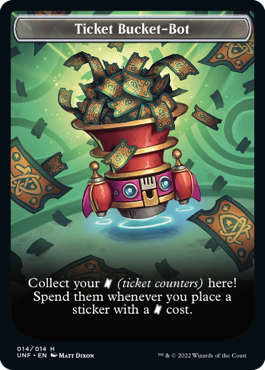 Ticket Bucket-Bot
Collect your (ticket counters) here!
Spend them whenever you place a
sticker with a cost.
014/014 H
UNF • EN Matt Dixon
™ & © 2022 Wizards of the Coast